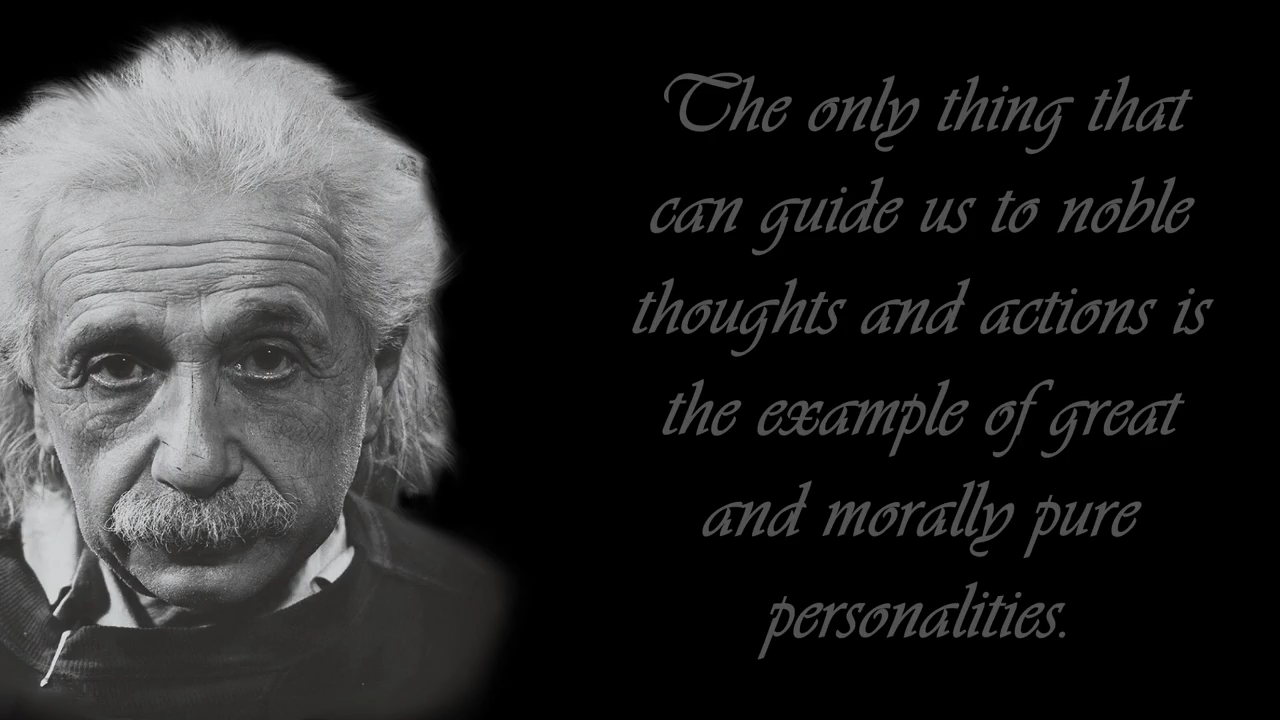 The only thing that
can guide us to noble
thoughts and actions is
the example of great
and morally pure
personalities.